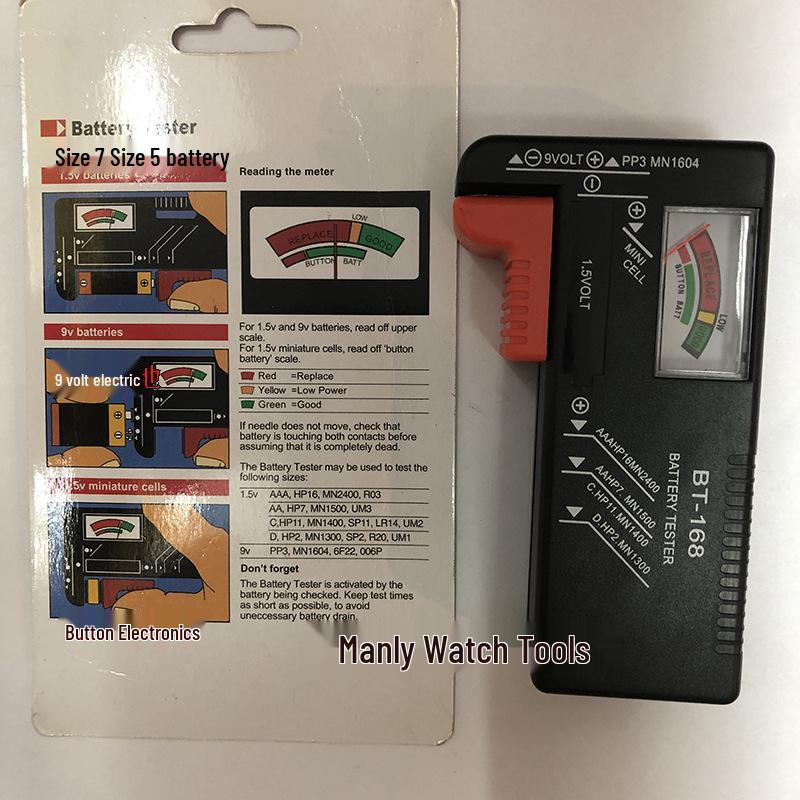 Battery Tester
Size 7 Size 5 battery
1.5v batteries
9v batteries
9 volt electric
1.5v miniature cells
Button Electronics
Reading the meter
REPLACE
LOW
GOOD
BUTTON BATT
For 1.5v and 9v batteries, read off upper
scale.
For 1.5v miniature cells, read off 'button
battery' scale.
Red =Replace
Yellow =Low Power
Green =Good
If needle does not move, check that
battery is touching both contacts before
assuming that it is completely dead.
The Battery Tester may be used to test the
following sizes:
1.5v AAA, HP16, MN2400, R03
AA, HP7, MN1500, UM3
C,HP11, MN1400, SP11, LR14, UM2
D, HP2, MN1300, SP2, R20, UM1
9v PP3, MN1604, 6F22, 006P
Don't forget
The Battery Tester is activated by the
battery being checked. Keep test times
as short as possible, to avoid
uneccessary battery drain.
Manly Watch Tools
9VOLT PP3 MN1604
MINI
CELL
1.5VOLT
REPLACE
LOW
GOOD
BUTTON BATT
AAAHP16MN2400
AAHP7. MN1500
C.HP11.MN1400
D.HP2.MN1300
BATTERY TESTER
BT-168